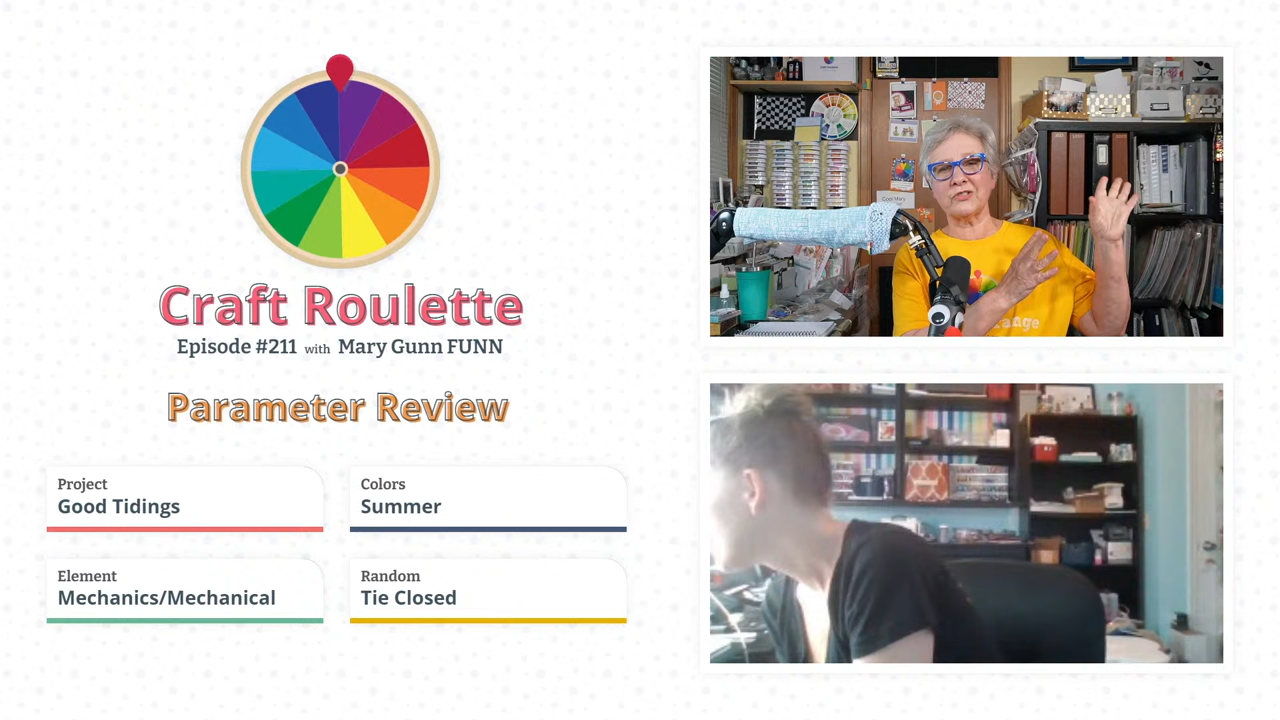 Craft Roulette
Episode #211 with Mary Gunn FUNN
Parameter Review
Project
Good Tidings
Colors
Summer
Element
Mechanics/Mechanical
Random
Tie Closed